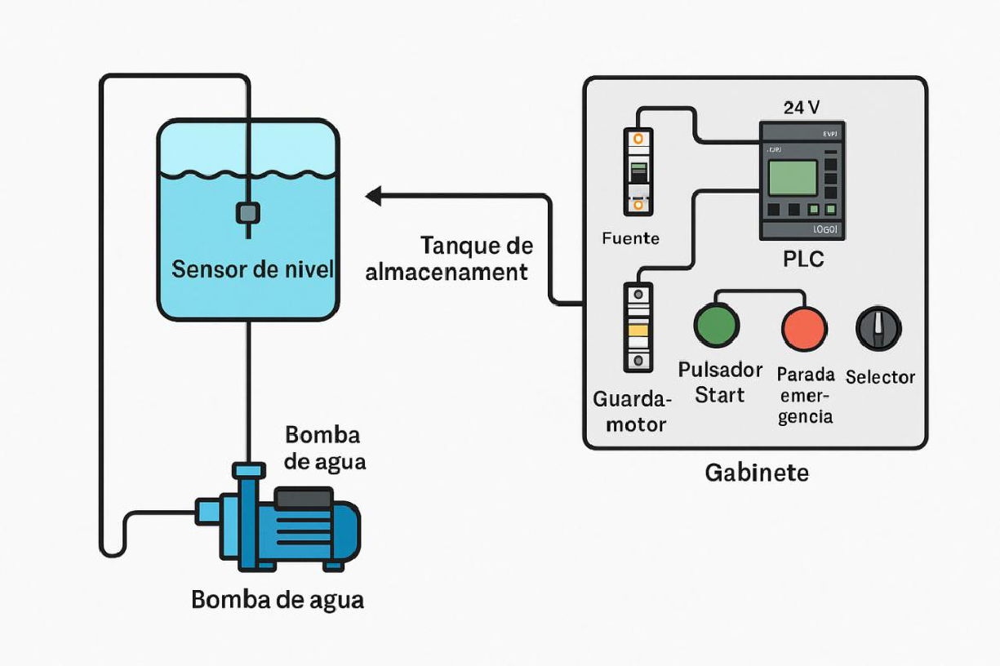 Sensor de nivel
Tanque de
almacenament
Bomba
de agua
Bomba de agua
24 V
LOGO!
PLC
Fuente
Guarda-
motor
Pulsador
Start
Parada
emer-
gencia
Selector
Gabinete